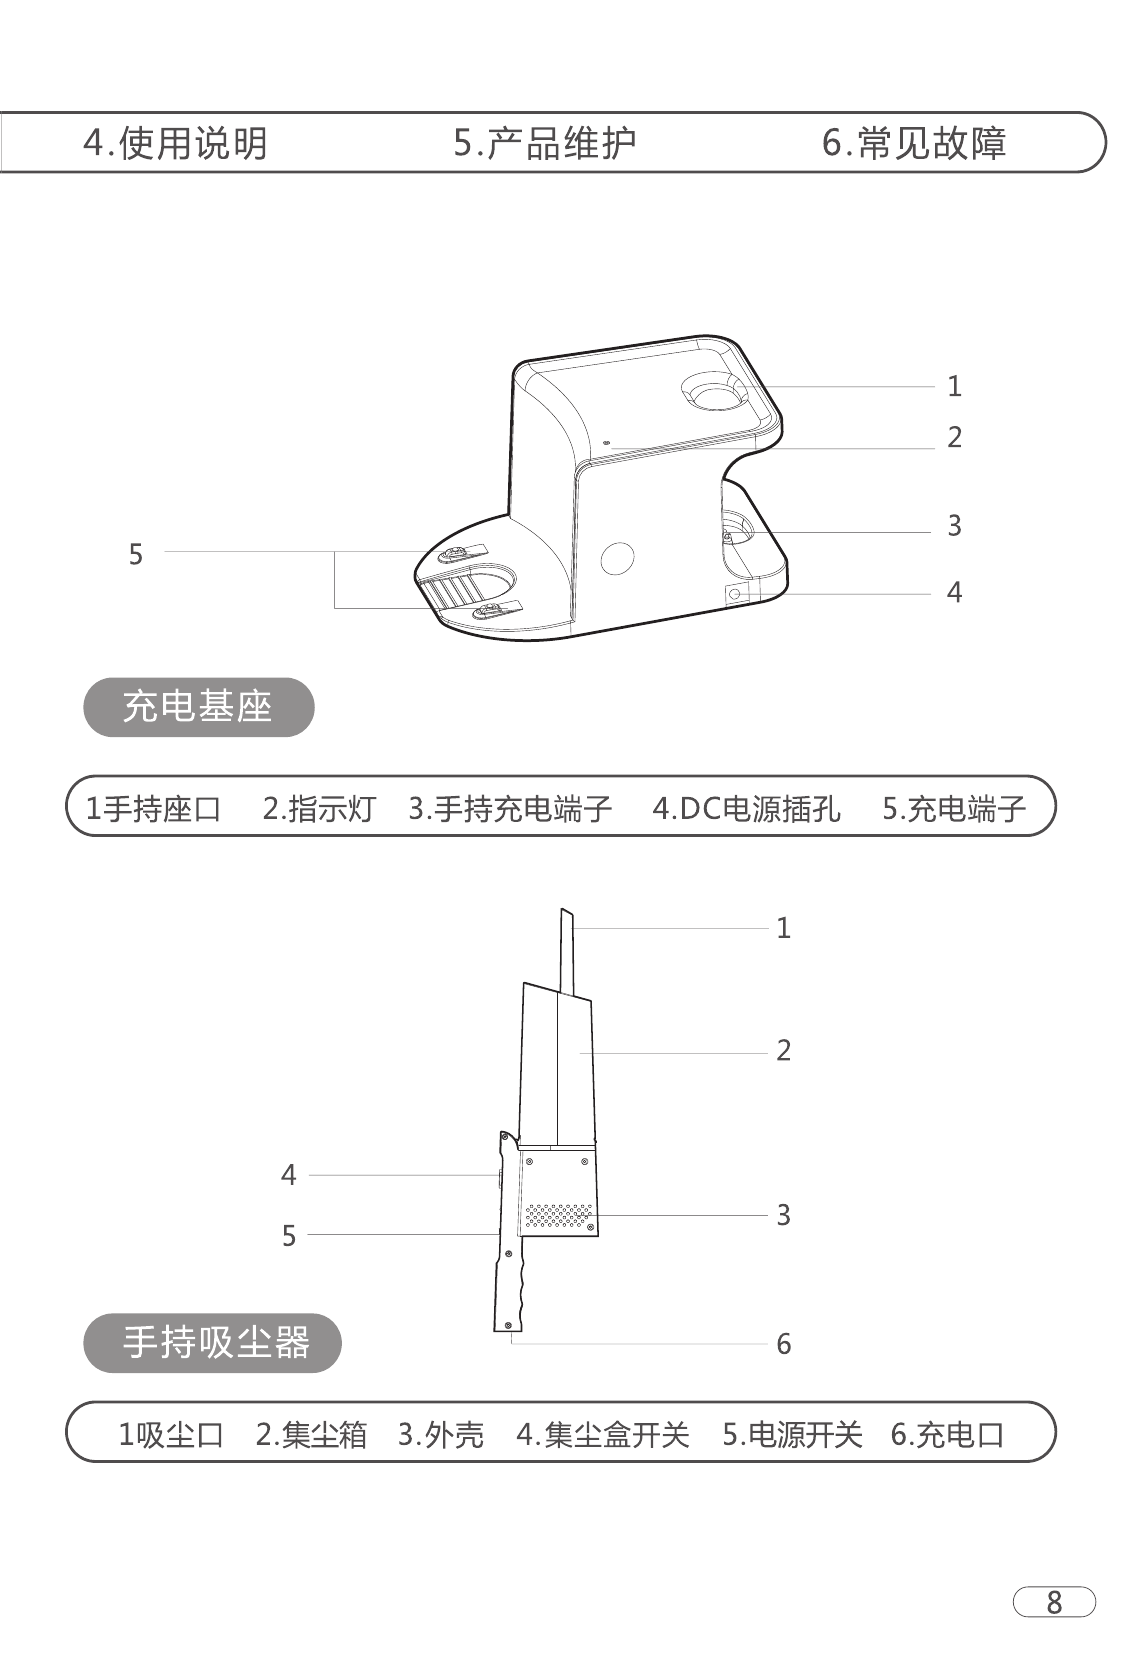 4.使用说明 5.产品维护 6.常见故障
1
2
3
5
4
充电基座
1手持座口 2.指示灯 3.手持充电端子 4.DC电源插孔 5.充电端子
1
2
4
3
5
手持吸尘器
6
1吸尘口 2.集尘箱 3.外壳 4.集尘盒开关 5.电源开关 6.充电口
8